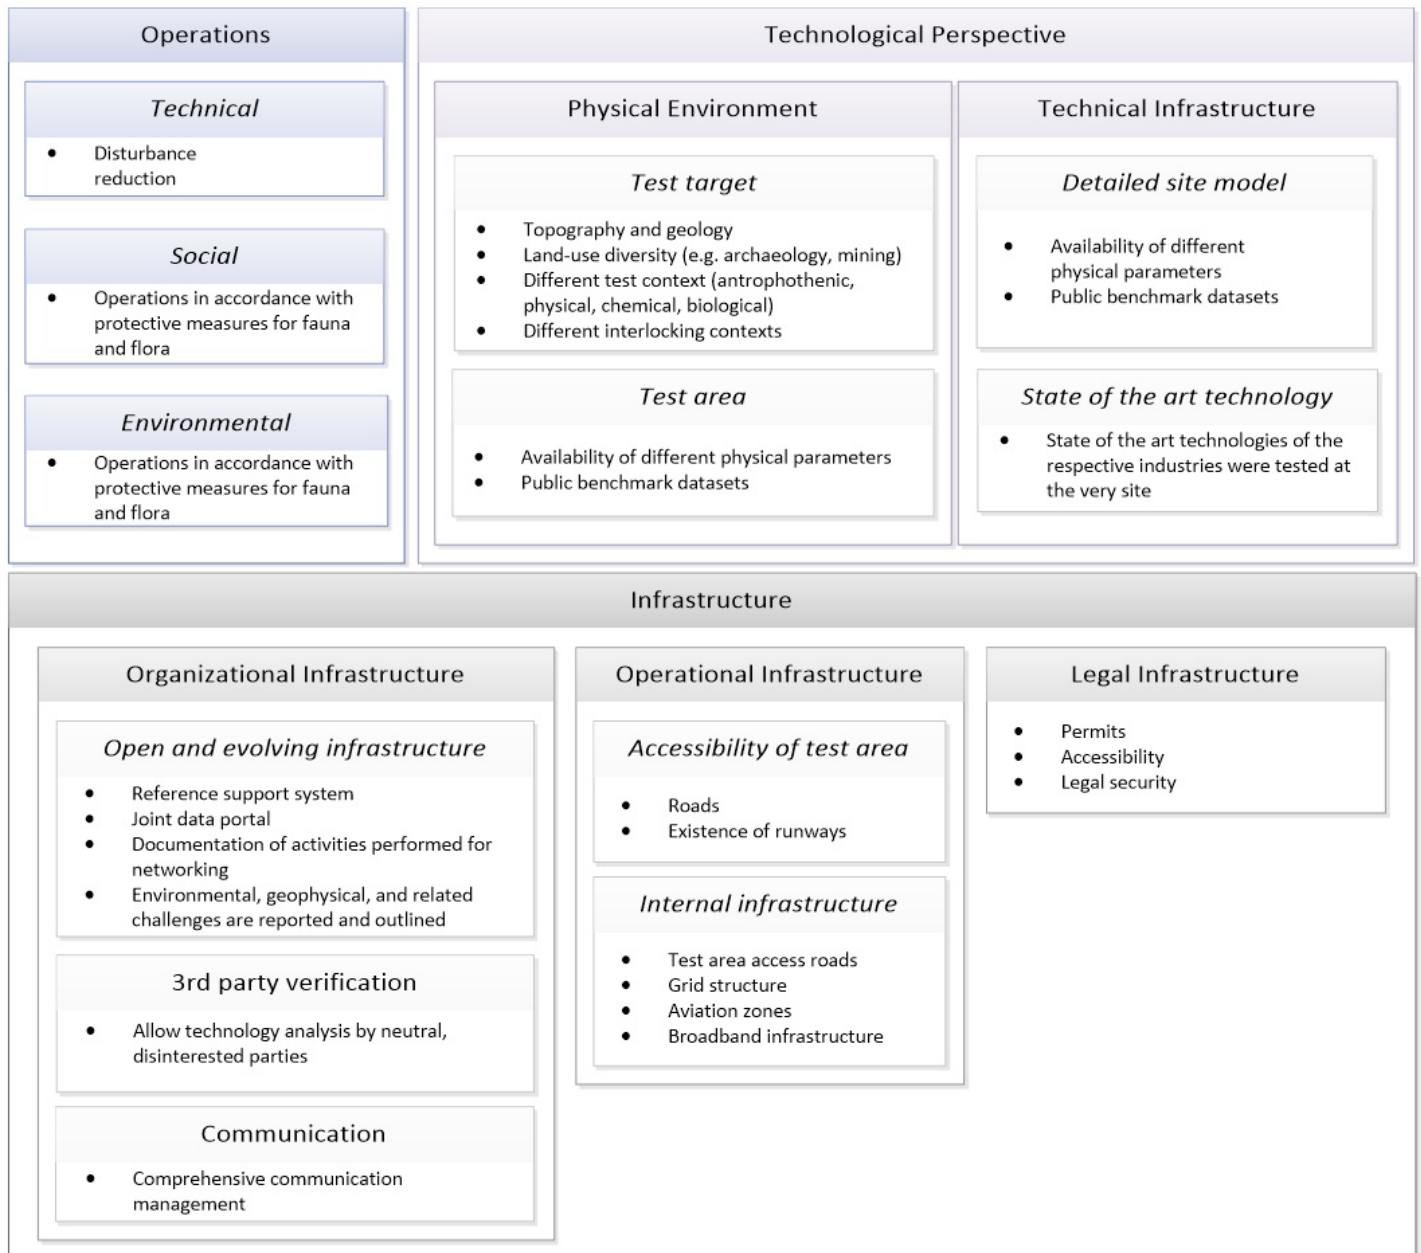 Operations
Technical
• Disturbance
reduction
Social
• Operations in accordance with
protective measures for fauna
and flora
Environmental
• Operations in accordance with
protective measures for fauna
and flora
Technological Perspective
Physical Environment
Test target
• Topography and geology
• Land-use diversity (e.g. archaeology, mining)
• Different test context (antrophothenic,
physical, chemical, biological)
• Different interlocking contexts
Test area
• Availability of different physical parameters
• Public benchmark datasets
Technical Infrastructure
Detailed site model
• Availability of different
physical parameters
• Public benchmark datasets
State of the art technology
• State of the art technologies of the
respective industries were tested at
the very site
Infrastructure
Organizational Infrastructure
Open and evolving infrastructure
• Reference support system
• Joint data portal
• Documentation of activities performed for
networking
• Environmental, geophysical, and related
challenges are reported and outlined
3rd party verification
• Allow technology analysis by neutral,
disinterested parties
Communication
• Comprehensive communication
management
Operational Infrastructure
Accessibility of test area
• Roads
• Existence of runways
Internal infrastructure
• Test area access roads
• Grid structure
• Aviation zones
• Broadband infrastructure
Legal Infrastructure
• Permits
• Accessibility
• Legal security